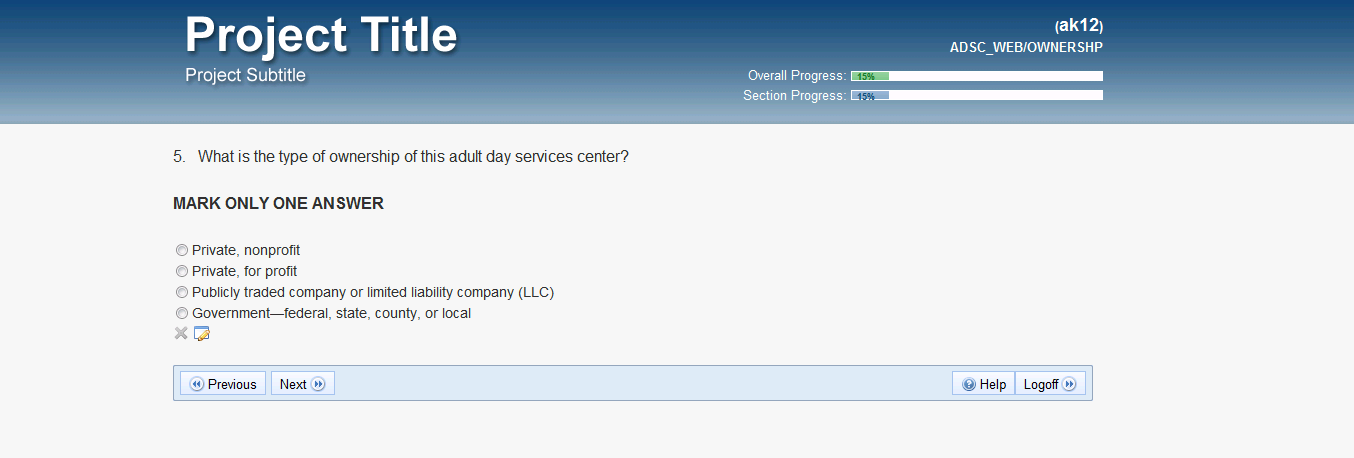 Project Title
Project Subtitle
(ak12)
ADSC_WEB/OWNERSHP
Overall Progress: 15%
Section Progress: 15%
5. What is the type of ownership of this adult day services center?
MARK ONLY ONE ANSWER
Private, nonprofit
Private, for profit
Publicly traded company or limited liability company (LLC)
Government—federal, state, county, or local
Previous Next Help Logoff